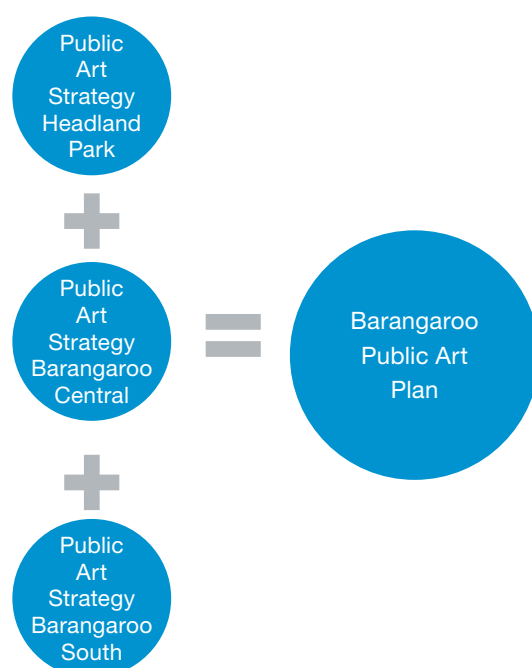 Public
Art
Strategy
Headland
Park
+
Public
Art
Strategy
Barangaroo
Central
+
Public
Art
Strategy
Barangaroo
South
=
Barangaroo
Public Art
Plan